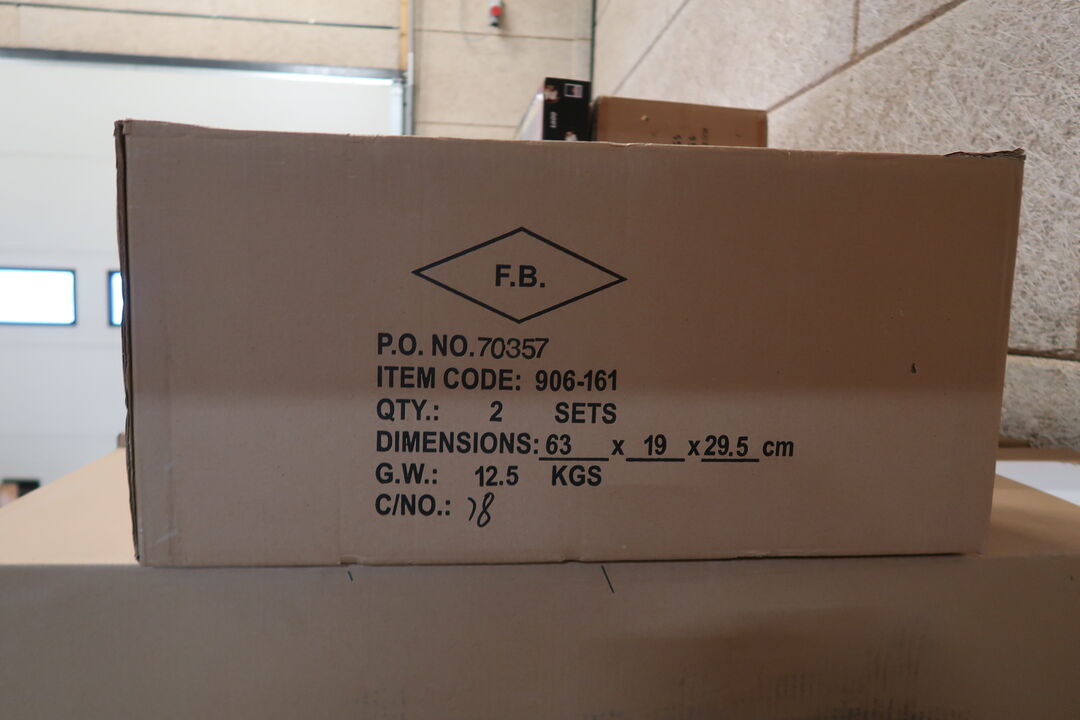 F.B.
P.O. NO. 70357
ITEM CODE: 906-161
QTY.: 2 SETS
DIMENSIONS: 63 x 19 x 29.5 cm
G.W.: 12.5 KGS
C/NO.: 78